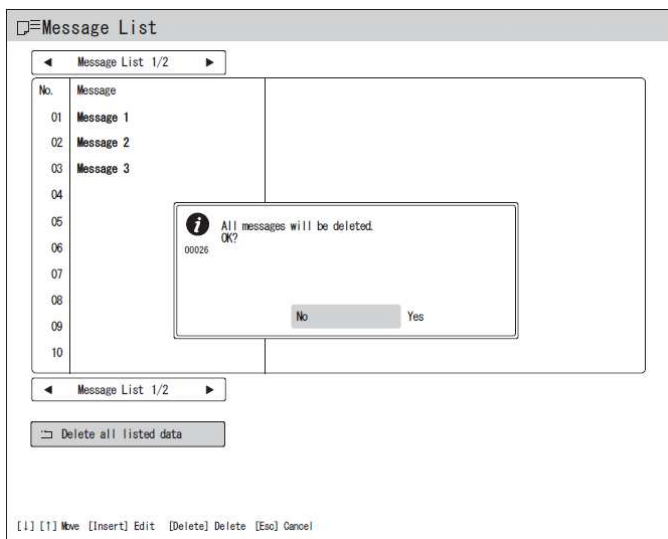 Message List
◀ Message List 1/2 ▶
No. Message
01 Message 1
02 Message 2
03 Message 3
04
05
06
07
08
09
10
All messages will be deleted.
OK?
00026
No Yes
◀ Message List 1/2 ▶
Delete all listed data
[↓] [↑] Move [Insert] Edit [Delete] Delete [Esc] Cancel